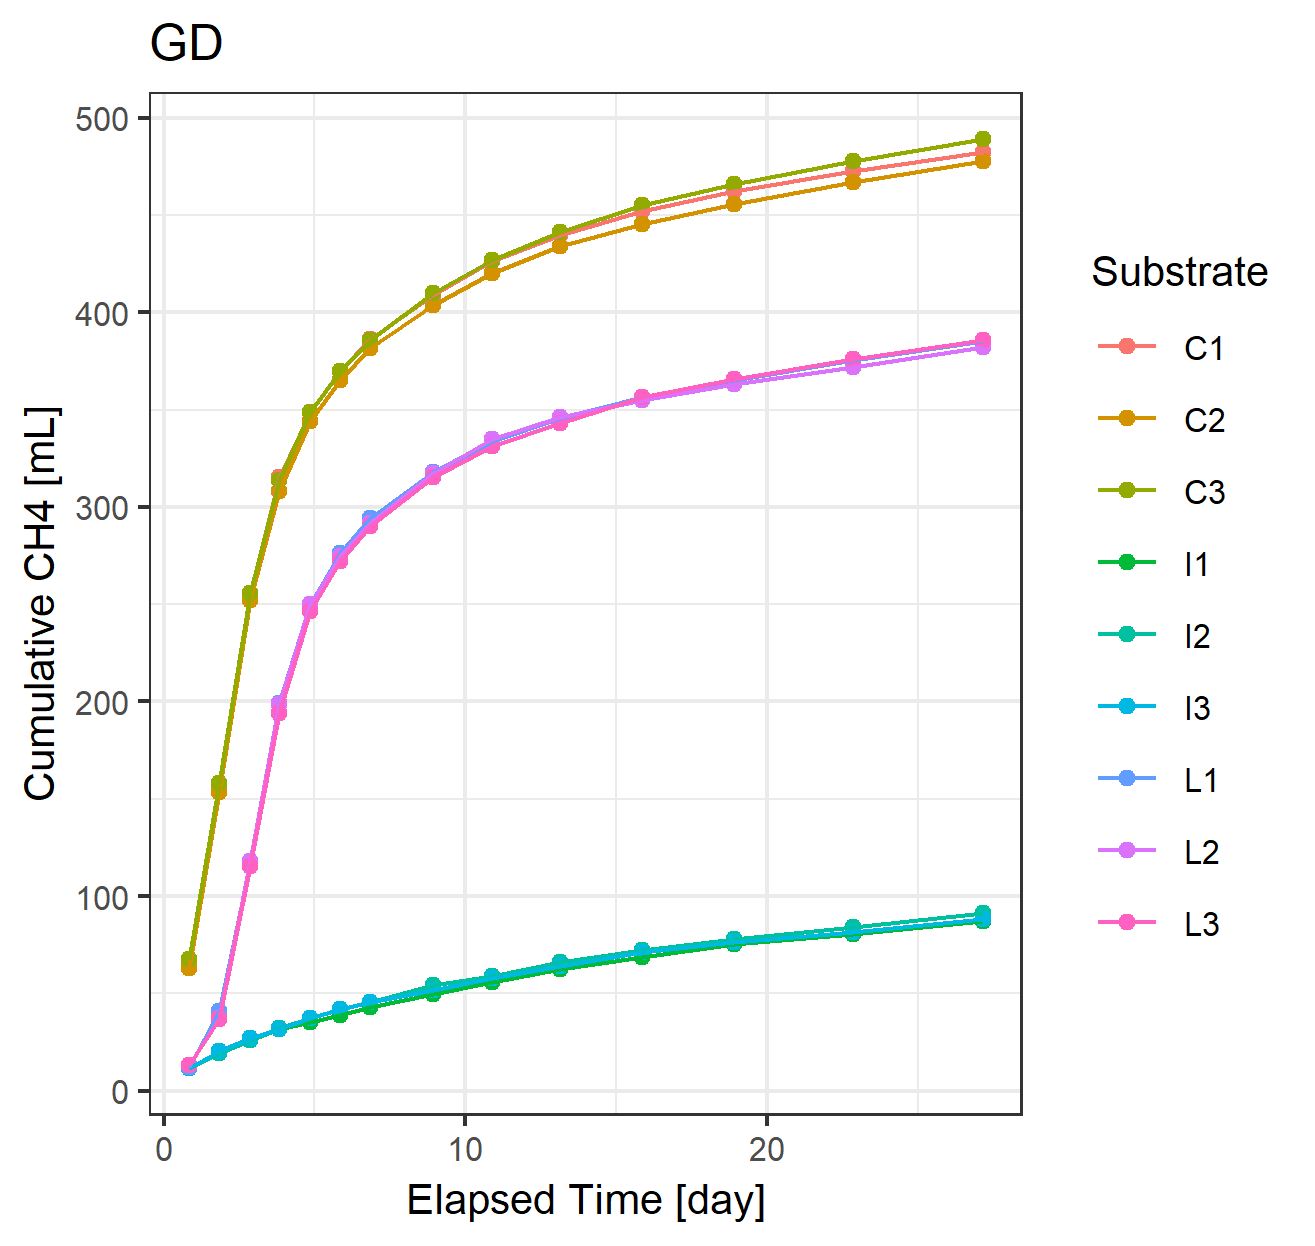 GD
500
400
300
200
100
0
0 10 20
Elapsed Time [day]
Cumulative CH4 [mL]
Substrate
C1
C2
C3
I1
I2
I3
L1
L2
L3